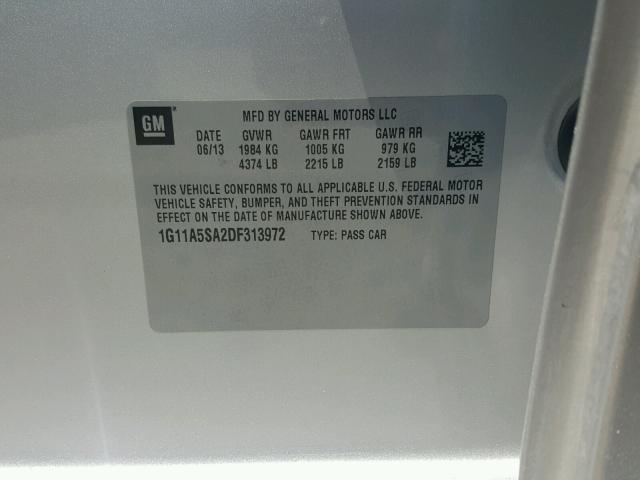 GM
MFD BY GENERAL MOTORS LLC
DATE GVWR GAWR FRT GAWR RR
06/13 1984 KG 1005 KG 979 KG
4374 LB 2215 LB 2159 LB
THIS VEHICLE CONFORMS TO ALL APPLICABLE U.S. FEDERAL MOTOR
VEHICLE SAFETY, BUMPER, AND THEFT PREVENTION STANDARDS IN
EFFECT ON THE DATE OF MANUFACTURE SHOWN ABOVE.
1G11A5SA2DF313972 TYPE: PASS CAR